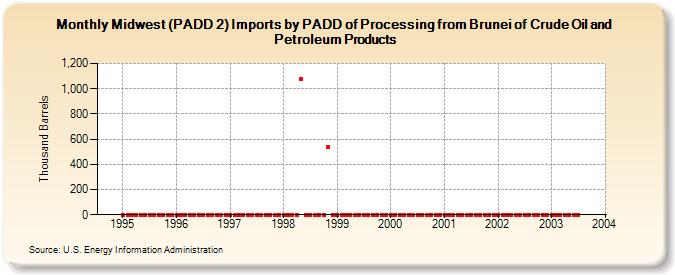 Monthly Midwest (PADD 2) Imports by PADD of Processing from Brunei of Crude Oil and
Petroleum Products
Thousand Barrels
1,200
1,000
800
600
400
200
0
1995 1996 1997 1998 1999 2000 2001 2002 2003 2004
Source: U.S. Energy Information Administration